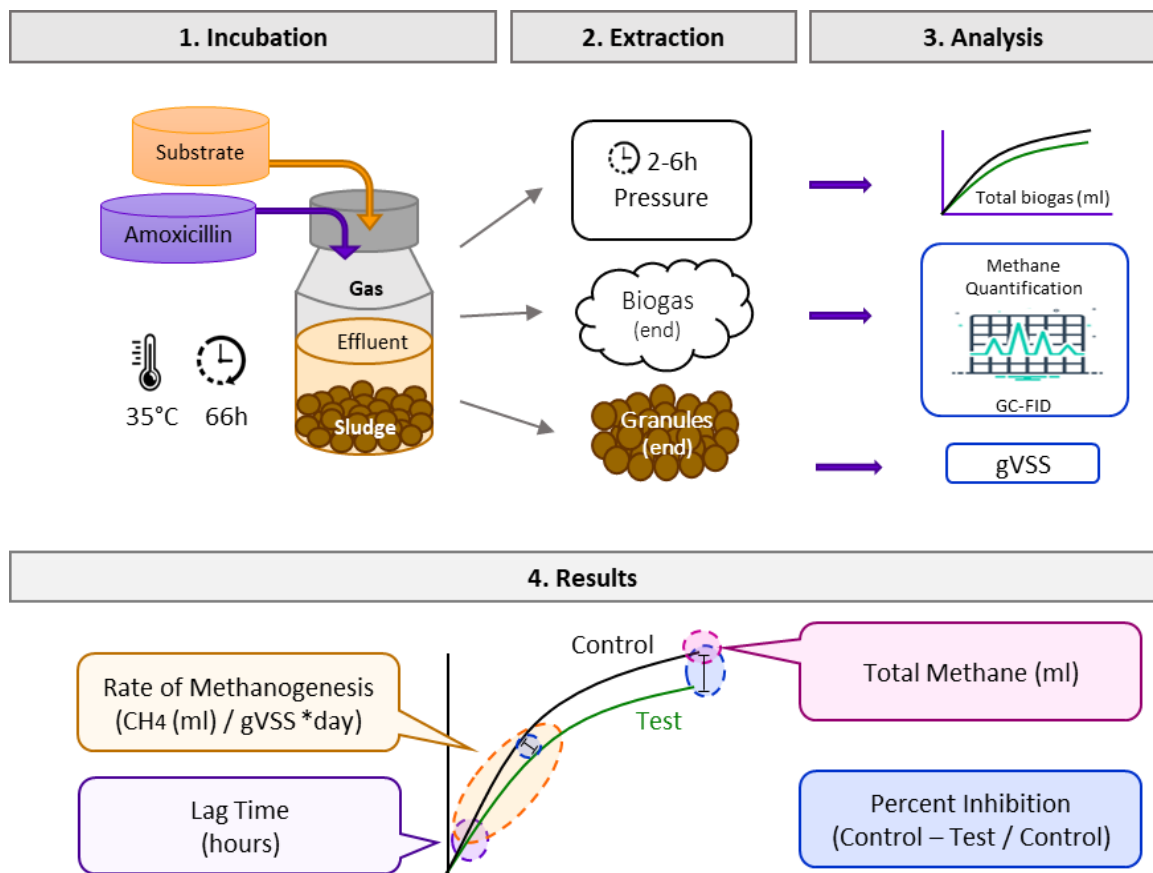 1. Incubation
2. Extraction
3. Analysis
Substrate
Amoxicillin
Gas
Effluent
Sludge
35°C
66h
2-6h
Pressure
Biogas
(end)
Granules
(end)
Total biogas (ml)
Methane
Quantification
GC-FID
gVSS
4. Results
Rate of Methanogenesis
(CH4 (ml) / gVSS *day)
Lag Time
(hours)
Control
Test
Total Methane (ml)
Percent Inhibition
(Control – Test / Control)